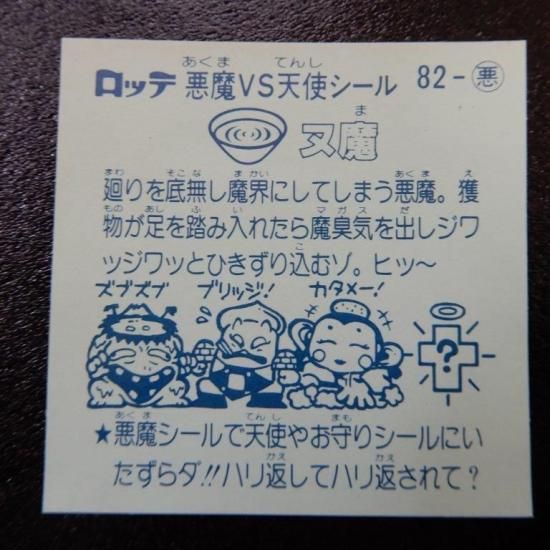 ロッテ 悪魔VS天使シール 82-悪
ヌ魔
廻りを底無し魔界にしてしまう悪魔。獲
物が足を踏み入れたら魔臭気を出しジワ
ッジワッとひきずり込むゾ。ヒッ〜
ズブズブ ブリッジ! カタメー!
?
★悪魔シールで天使やお守りシールにい
たずらダ!!ハリ返してハリ返されて?